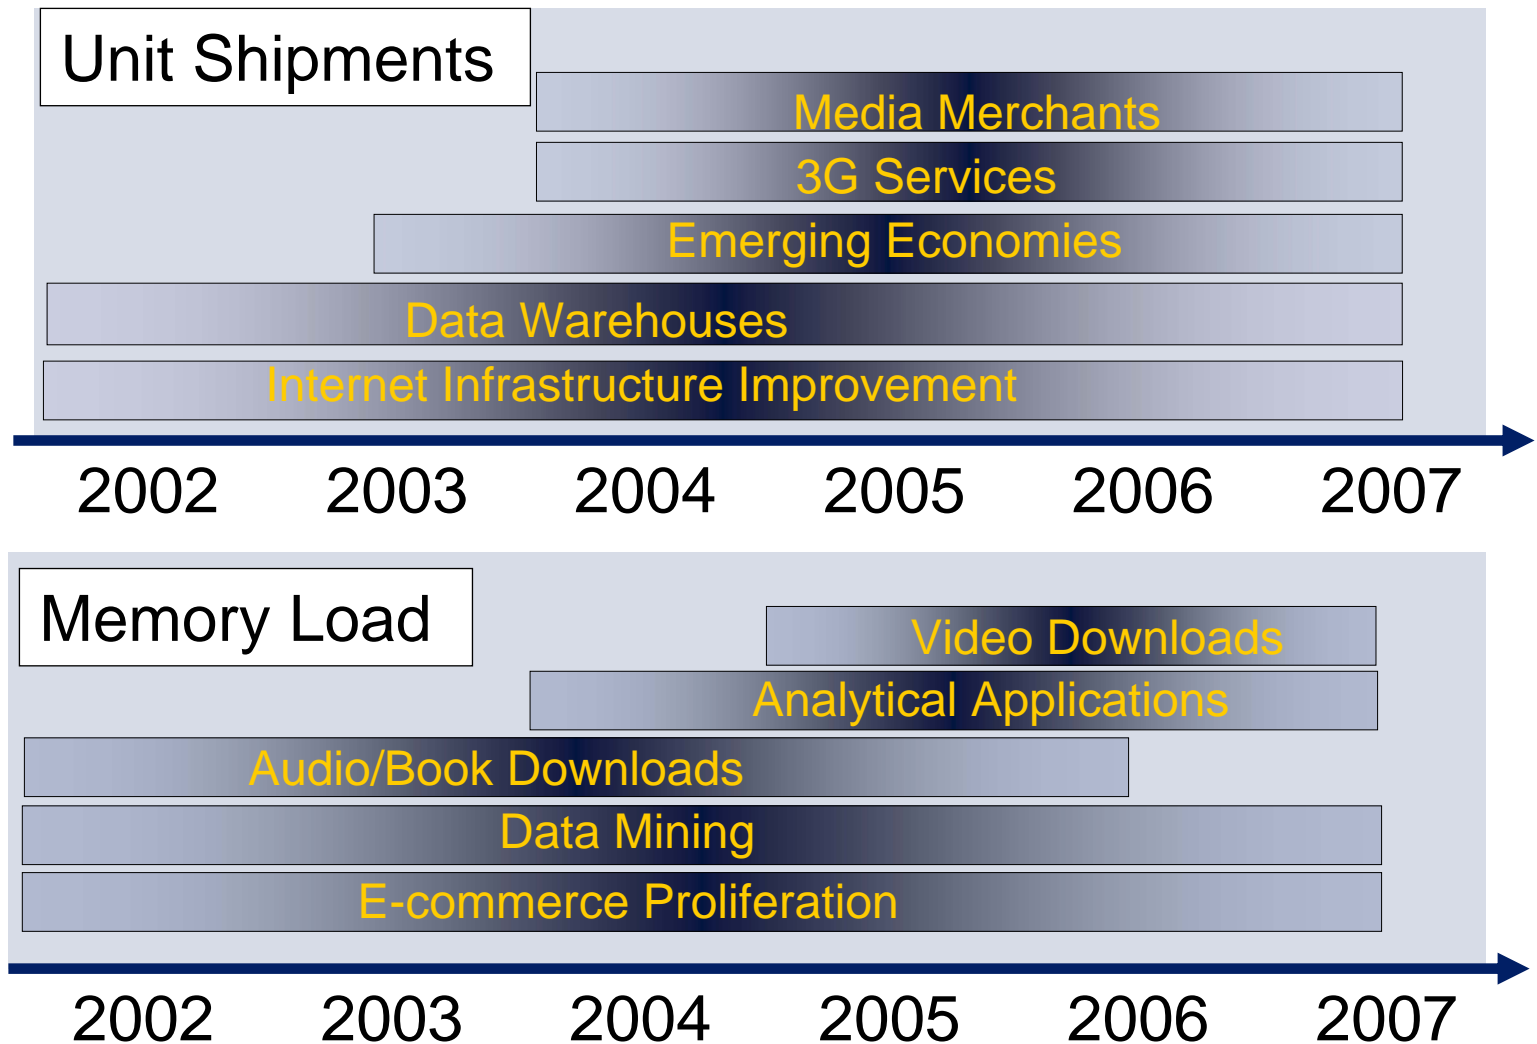 Unit Shipments
Media Merchants
3G Services
Emerging Economies
Data Warehouses
Internet Infrastructure Improvement
2002 2003 2004 2005 2006 2007
Memory Load
Video Downloads
Analytical Applications
Audio/Book Downloads
Data Mining
E-commerce Proliferation
2002 2003 2004 2005 2006 2007